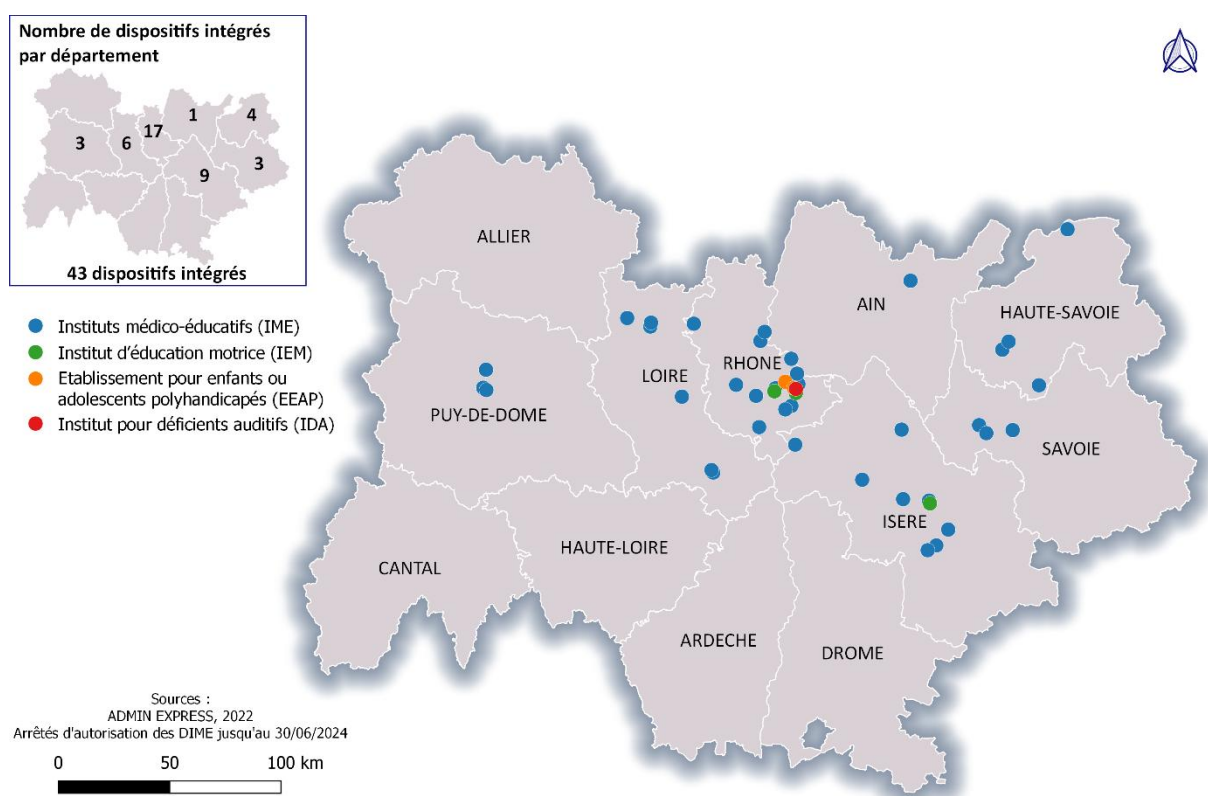 Nombre de dispositifs intégrés
par département
1
4
17
3
6
3
9
43 dispositifs intégrés
Instituts médico-éducatifs (IME)
Institut d'éducation motrice (IEM)
Etablissement pour enfants ou
adolescents polyhandicapés (EEAP)
Institut pour déficients auditifs (IDA)
ALLIER
AIN
HAUTE-SAVOIE
RHONE
LOIRE
PUY-DE-DOME
SAVOIE
ISERE
HAUTE-LOIRE
CANTAL
ARDECHE
DROME
Sources :
ADMIN EXPRESS, 2022
Arrêtés d'autorisation des DIME jusqu'au 30/06/2024
0 50 100 km